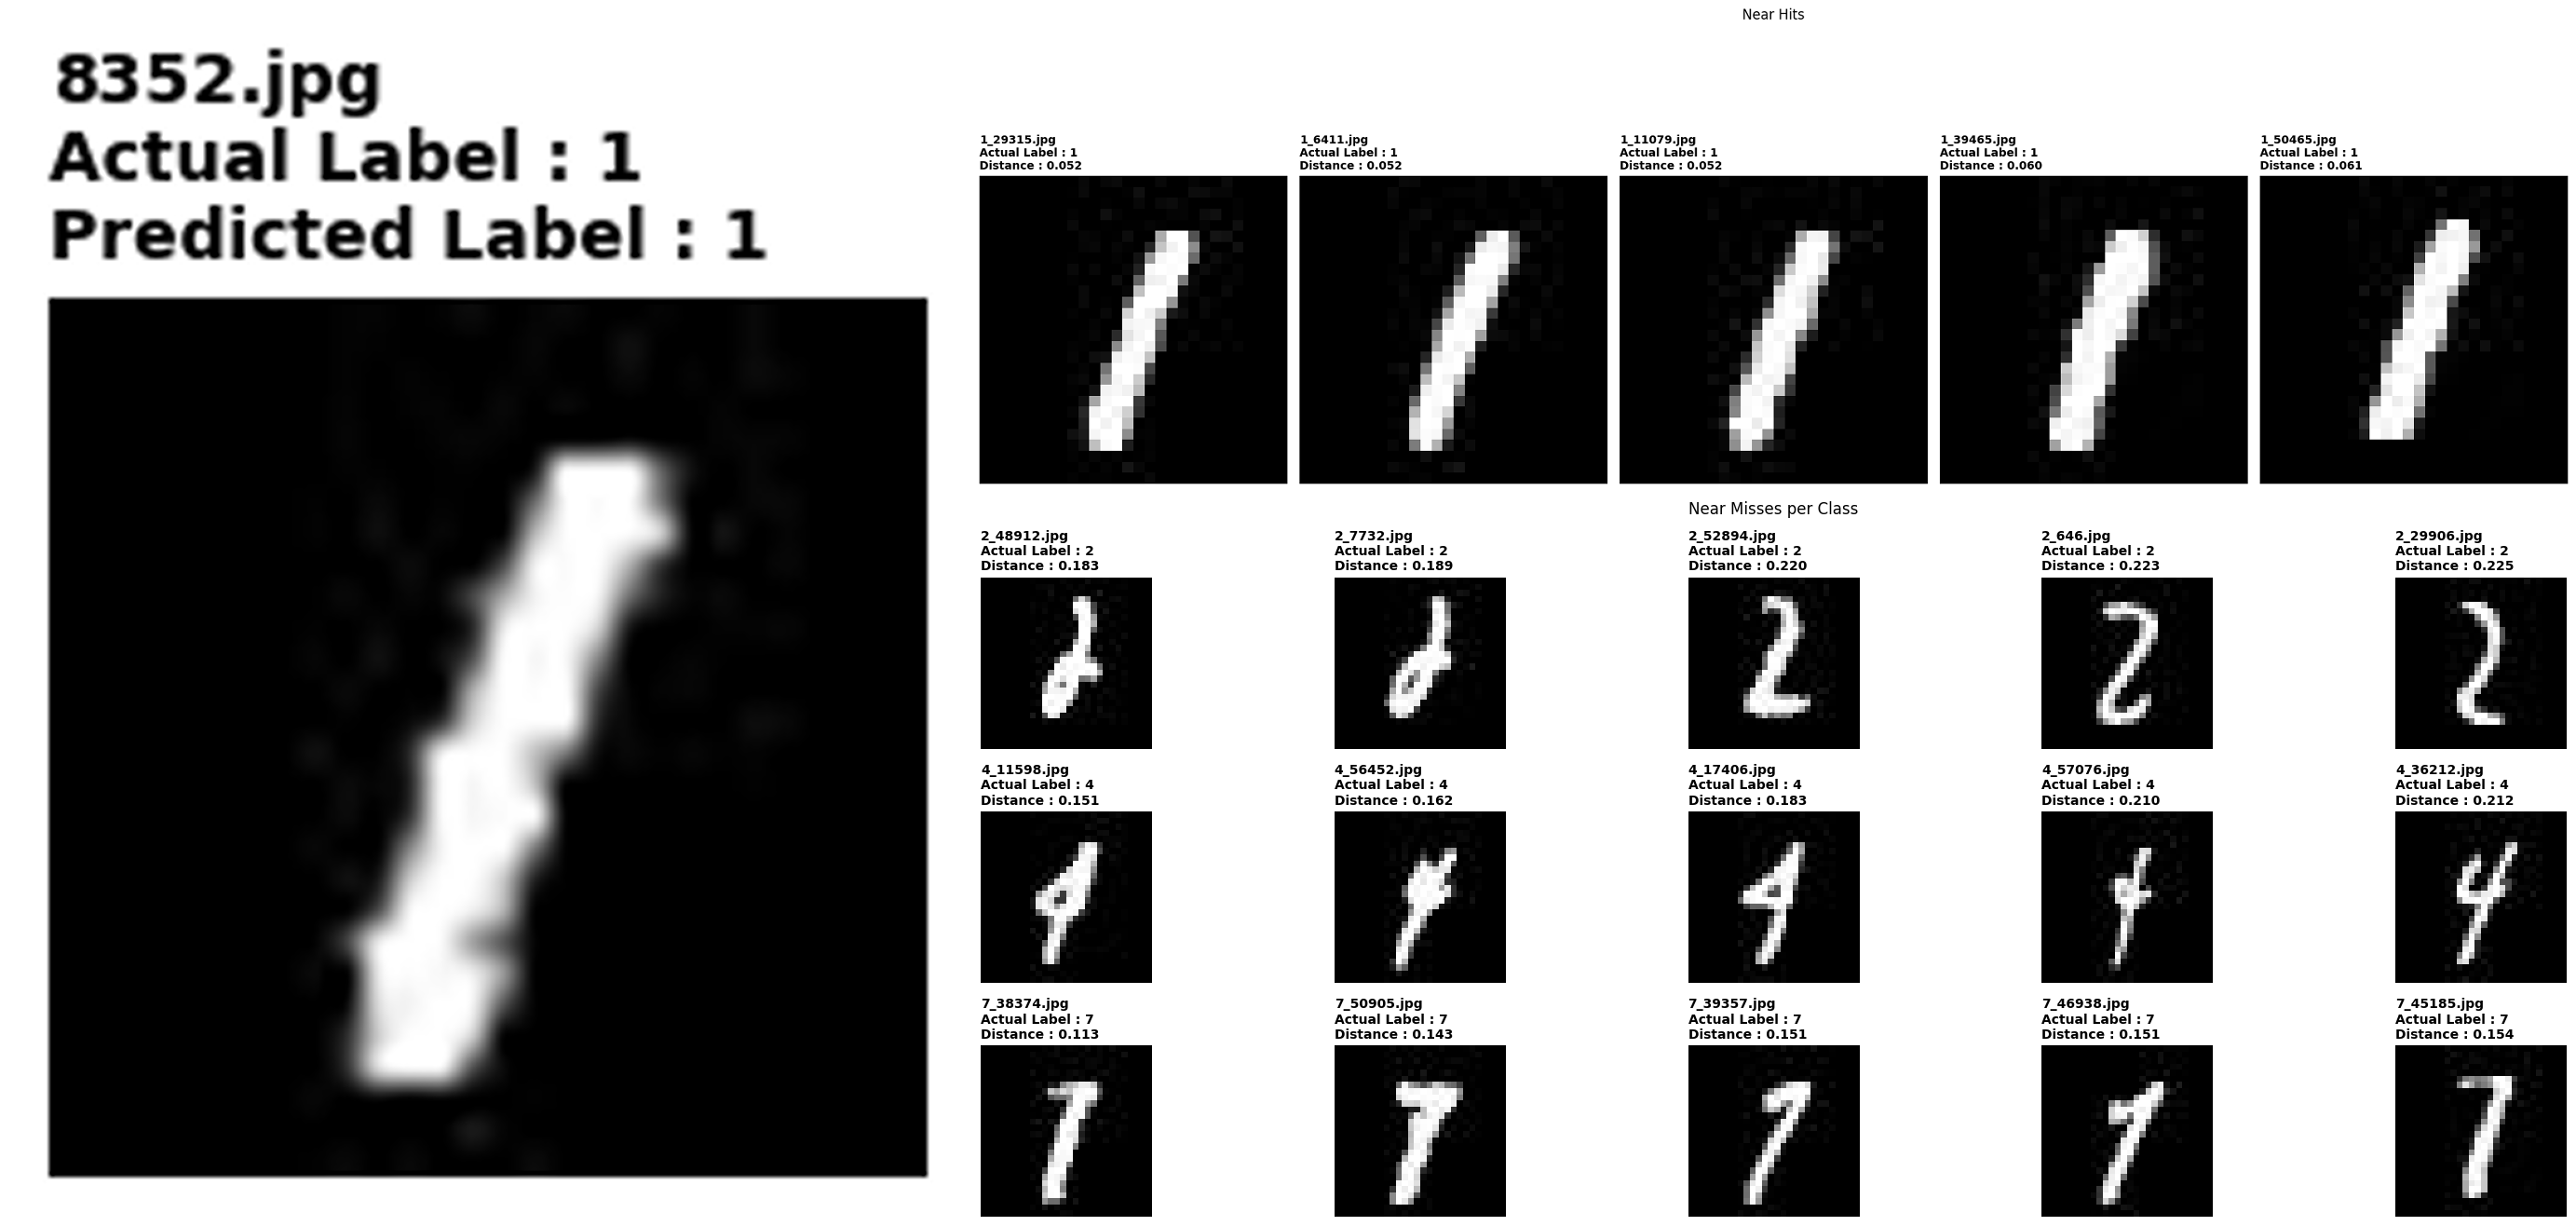 8352.jpg
Actual Label : 1
Predicted Label : 1
Near Hits
1_29315.jpg
Actual Label : 1
Distance : 0.052
1_6411.jpg
Actual Label : 1
Distance : 0.052
1_11079.jpg
Actual Label : 1
Distance : 0.052
1_39465.jpg
Actual Label : 1
Distance : 0.060
1_50465.jpg
Actual Label : 1
Distance : 0.061
Near Misses per Class
2_48912.jpg
Actual Label : 2
Distance : 0.183
2_7732.jpg
Actual Label : 2
Distance : 0.189
2_52894.jpg
Actual Label : 2
Distance : 0.220
2_646.jpg
Actual Label : 2
Distance : 0.223
2_29906.jpg
Actual Label : 2
Distance : 0.225
4_11598.jpg
Actual Label : 4
Distance : 0.151
4_56452.jpg
Actual Label : 4
Distance : 0.162
4_17406.jpg
Actual Label : 4
Distance : 0.183
4_57076.jpg
Actual Label : 4
Distance : 0.210
4_36212.jpg
Actual Label : 4
Distance : 0.212
7_38374.jpg
Actual Label : 7
Distance : 0.113
7_50905.jpg
Actual Label : 7
Distance : 0.143
7_39357.jpg
Actual Label : 7
Distance : 0.151
7_46938.jpg
Actual Label : 7
Distance : 0.151
7_45185.jpg
Actual Label : 7
Distance : 0.154